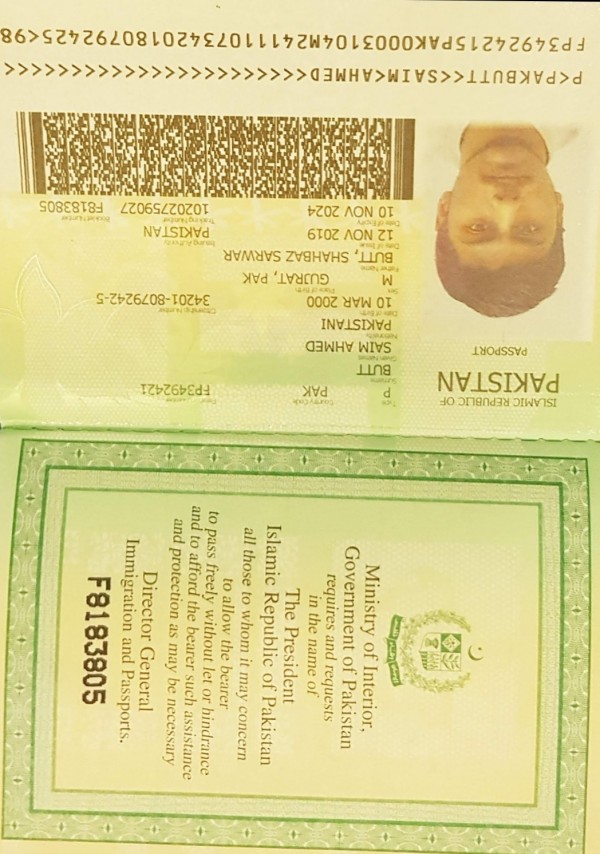 ISLAMIC REPUBLIC OF
PAKISTAN
PASSPORT
Type Country Code
P PAK FP3492421
Surname
BUTT
Given Names
SAIM AHMED
Nationality
PAKISTANI
Date of Birth Citizenship Number
10 MAR 2000 34201-8079242-5
Sex Place of Birth
M GUJRAT, PAK
Father Name
BUTT, SHAHBAZ SARWAR
Date of Issue Issuing Authority
12 NOV 2019 PAKISTAN
Date of Expiry Tracking Number Booklet Number
10 NOV 2024 10202759027 F8183805
P<PAKBUTT<<SAIM<AHMED<<<<<<<<<<<<<<<<<<<<<<<
FP34924215PAK0003104M24111073420180792425<98
Ministry of Interior,
Government of Pakistan
requires and requests
in the name of
The President
Islamic Republic of Pakistan
all those to whom it may concern
to allow the bearer
to pass freely without let or hindrance
and to afford the bearer such assistance
and protection as may be necessary
Director General
Immigration and Passports.
F8183805